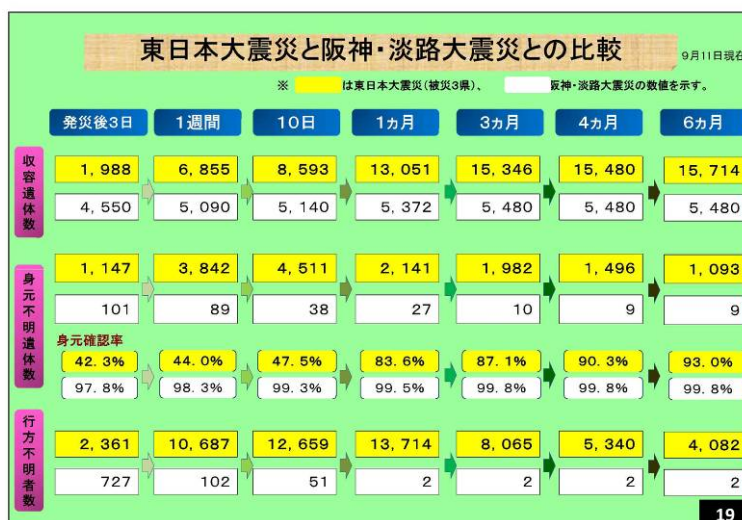 東日本大震災と阪神・淡路大震災との比較
9月11日現在
※ は東日本大震災(被災3県)、 阪神・淡路大震災の数値を示す。
発災後3日 1週間 10日 1カ月 3カ月 4カ月 6カ月
収容遺体数
1,988 6,855 8,593 13,051 15,346 15,480 15,714
4,550 5,090 5,140 5,372 5,480 5,480 5,480
身元不明遺体数
1,147 3,842 4,511 2,141 1,982 1,496 1,093
101 89 38 27 10 9 9
身元確認率
42.3% 44.0% 47.5% 83.6% 87.1% 90.3% 93.0%
97.8% 98.3% 99.3% 99.5% 99.8% 99.8% 99.8%
行方不明者数
2,361 10,687 12,659 13,714 8,065 5,340 4,082
727 102 51 2 2 2 2
19